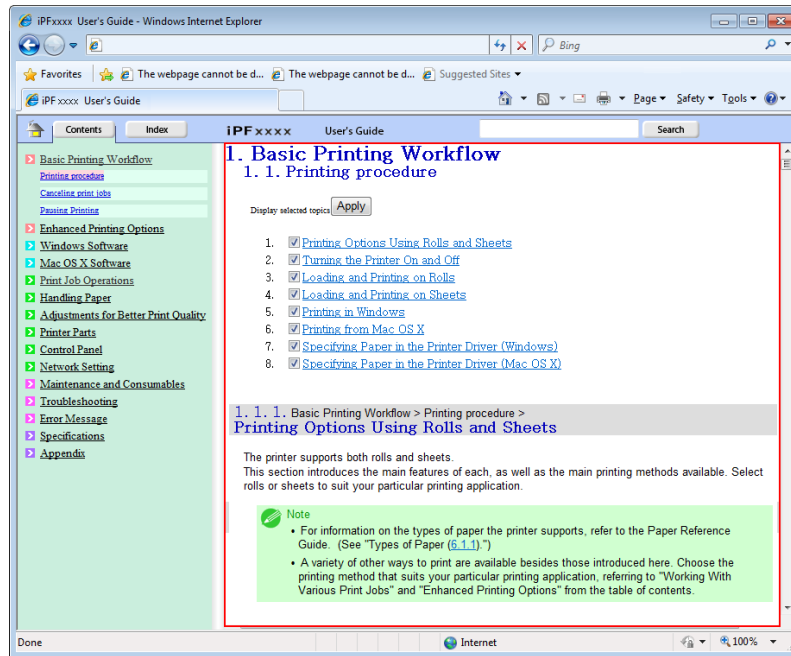 iPFxxxx User's Guide - Windows Internet Explorer
Bing
Favorites The webpage cannot be d... The webpage cannot be d... Suggested Sites
iPF xxxx User's Guide
Page Safety Tools
Contents Index iPFxxxx User's Guide Search
Basic Printing Workflow
Printing procedure
Canceling print jobs
Pausing Printing
Enhanced Printing Options
Windows Software
Mac OS X Software
Print Job Operations
Handling Paper
Adjustments for Better Print Quality
Printer Parts
Control Panel
Network Setting
Maintenance and Consumables
Troubleshooting
Error Message
Specifications
Appendix
1. Basic Printing Workflow
1. 1. Printing procedure
Display selected topics Apply
1. Printing Options Using Rolls and Sheets
2. Turning the Printer On and Off
3. Loading and Printing on Rolls
4. Loading and Printing on Sheets
5. Printing in Windows
6. Printing from Mac OS X
7. Specifying Paper in the Printer Driver (Windows)
8. Specifying Paper in the Printer Driver (Mac OS X)
1. 1. 1. Basic Printing Workflow > Printing procedure >
Printing Options Using Rolls and Sheets
The printer supports both rolls and sheets.
This section introduces the main features of each, as well as the main printing methods available. Select
rolls or sheets to suit your particular printing application.
Note
• For information on the types of paper the printer supports, refer to the Paper Reference
Guide. (See "Types of Paper (6.1.1).")
• A variety of other ways to print are available besides those introduced here. Choose the
printing method that suits your particular printing application, referring to "Working With
Various Print Jobs" and "Enhanced Printing Options" from the table of contents.
Done Internet 100%